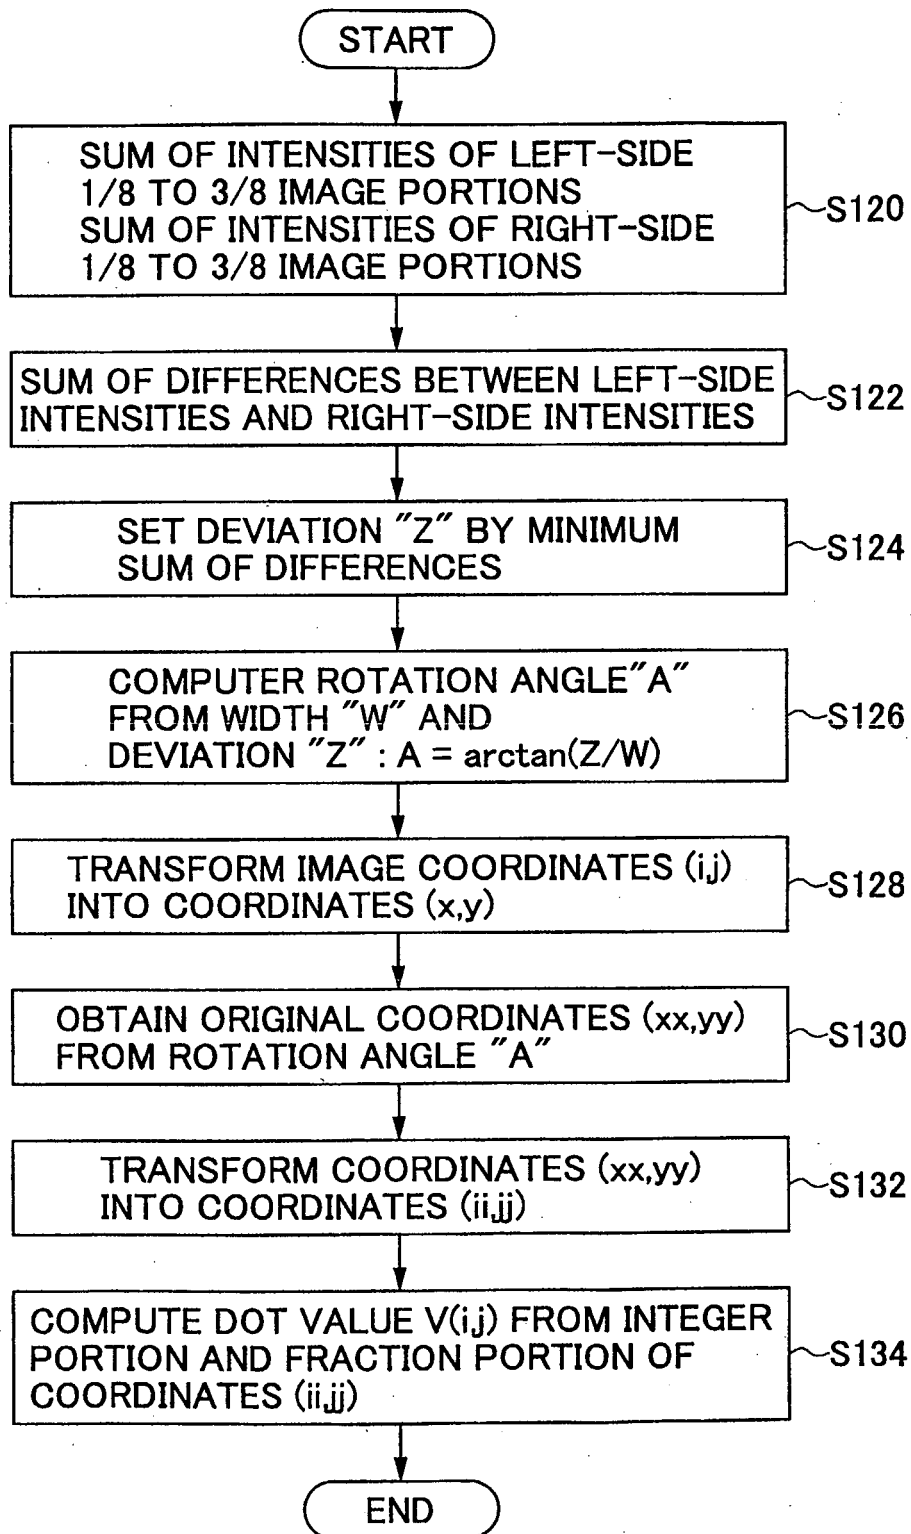 START
SUM OF INTENSITIES OF LEFT-SIDE
1/8 TO 3/8 IMAGE PORTIONS
SUM OF INTENSITIES OF RIGHT-SIDE
1/8 TO 3/8 IMAGE PORTIONS
S120
SUM OF DIFFERENCES BETWEEN LEFT-SIDE
INTENSITIES AND RIGHT-SIDE INTENSITIES
S122
SET DEVIATION "Z" BY MINIMUM
SUM OF DIFFERENCES
S124
COMPUTER ROTATION ANGLE"A"
FROM WIDTH "W" AND
DEVIATION "Z" : A = arctan(Z/W)
S126
TRANSFORM IMAGE COORDINATES (i,j)
INTO COORDINATES (x,y)
S128
OBTAIN ORIGINAL COORDINATES (xx,yy)
FROM ROTATION ANGLE "A"
S130
TRANSFORM COORDINATES (xx,yy)
INTO COORDINATES (ii,jj)
S132
COMPUTE DOT VALUE V(i,j) FROM INTEGER
PORTION AND FRACTION PORTION OF
COORDINATES (ii,jj)
S134
END